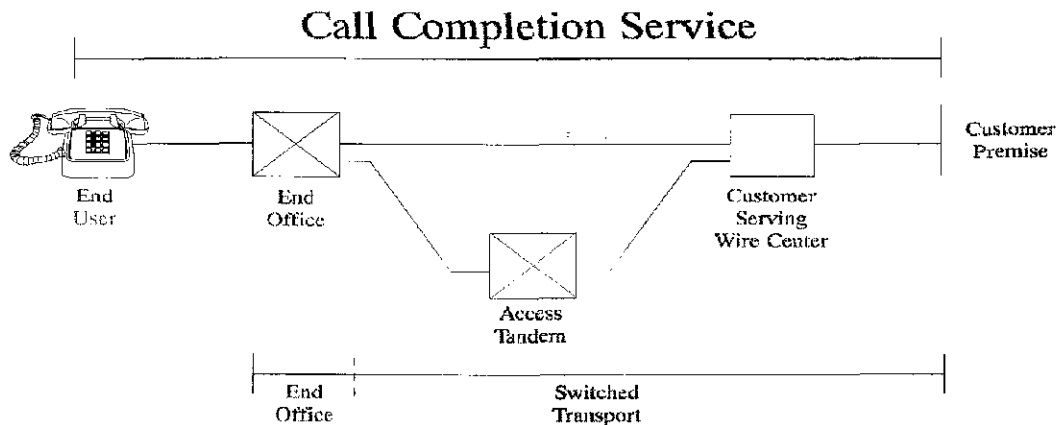 Call Completion Service
End
User
End
Office
Customer
Serving
Wire Center
Customer
Premise
Access
Tandem
End
Office
Switched
Transport